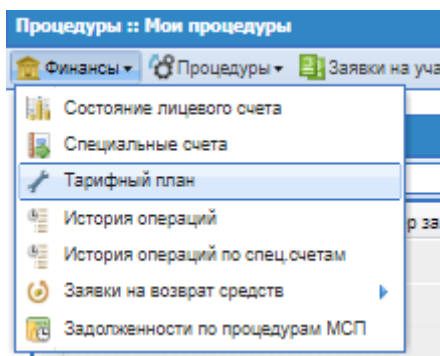 Процедуры :: Мои процедуры
Финансы Процедуры Заявки на уча
Состояние лицевого счета
Специальные счета
Тарифный план
История операций
р за
История операций по спец.счетам
Заявки на возврат средств
Задолженности по процедурам МСП